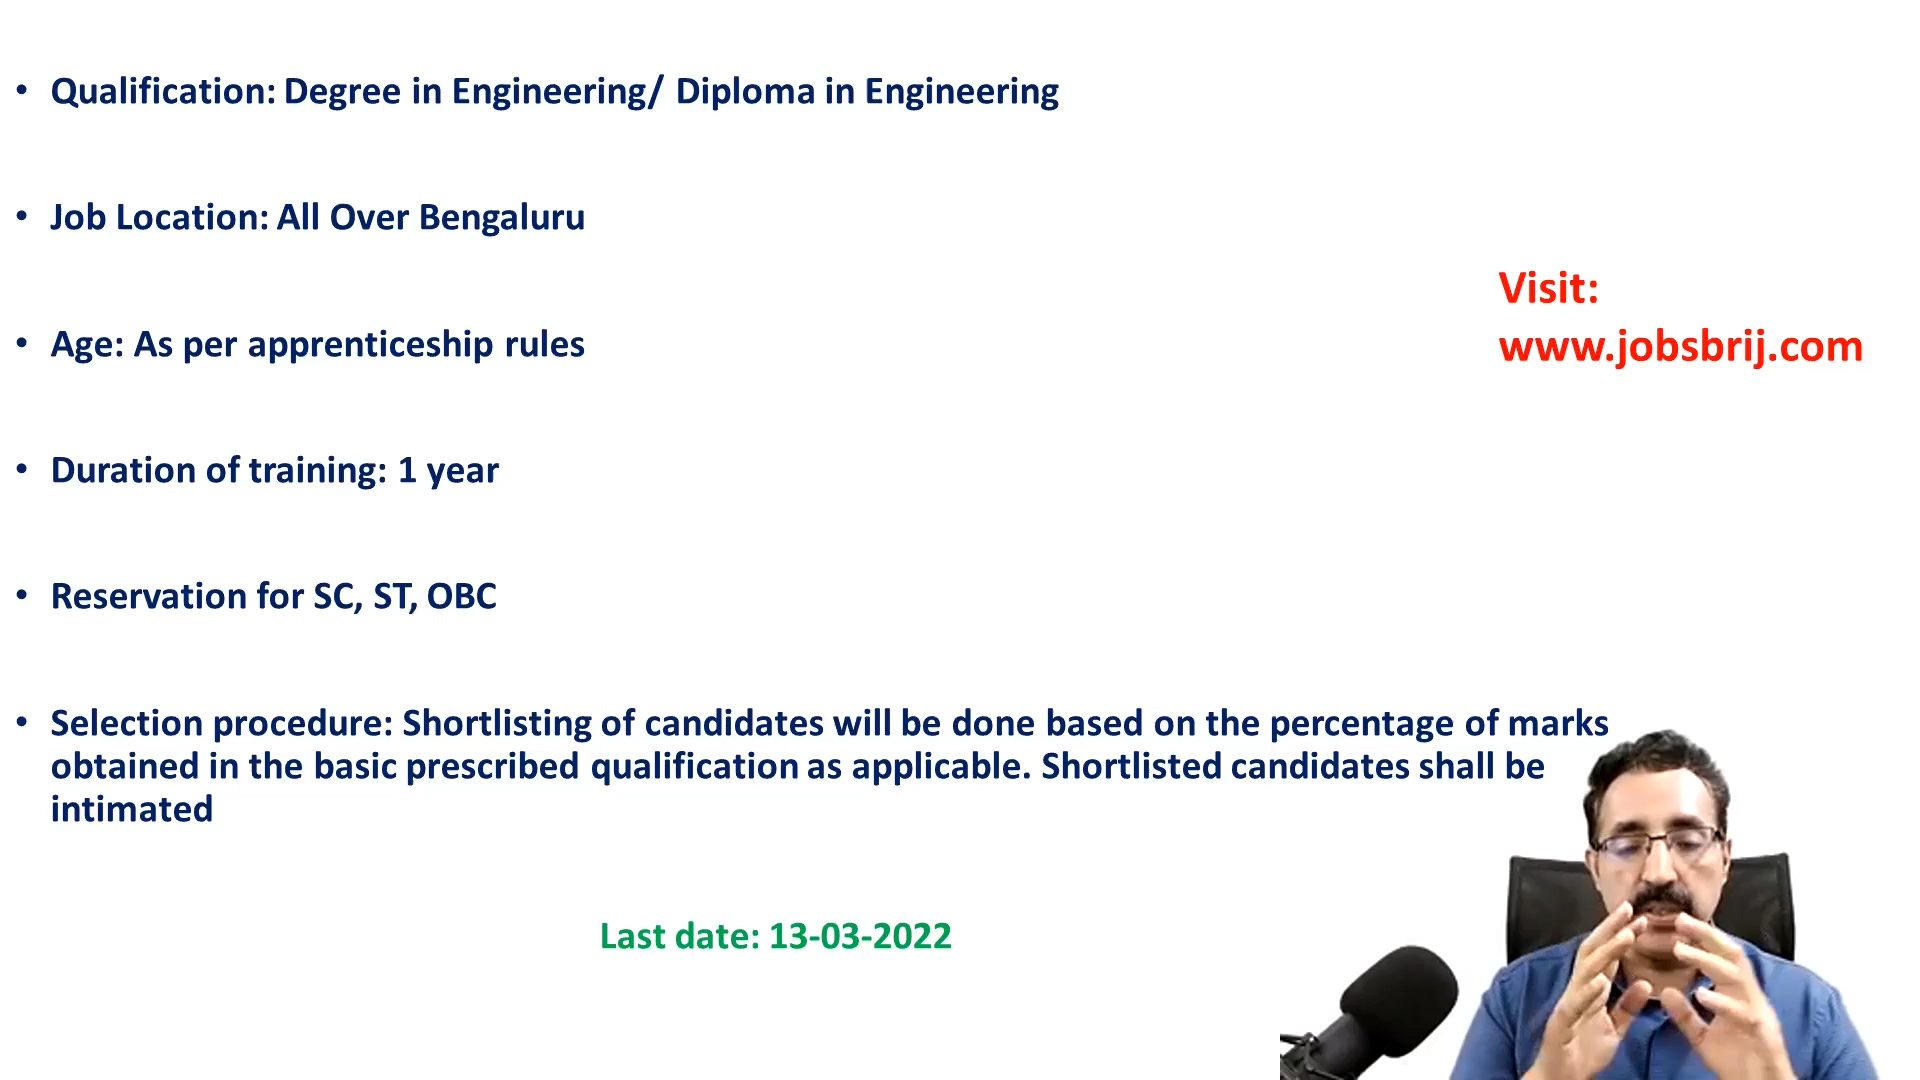 • Qualification: Degree in Engineering/ Diploma in Engineering
• Job Location: All Over Bengaluru
Visit:
www.jobsbrij.com
• Age: As per apprenticeship rules
• Duration of training: 1 year
• Reservation for SC, ST, OBC
• Selection procedure: Shortlisting of candidates will be done based on the percentage of marks
obtained in the basic prescribed qualification as applicable. Shortlisted candidates shall be
intimated
Last date: 13-03-2022